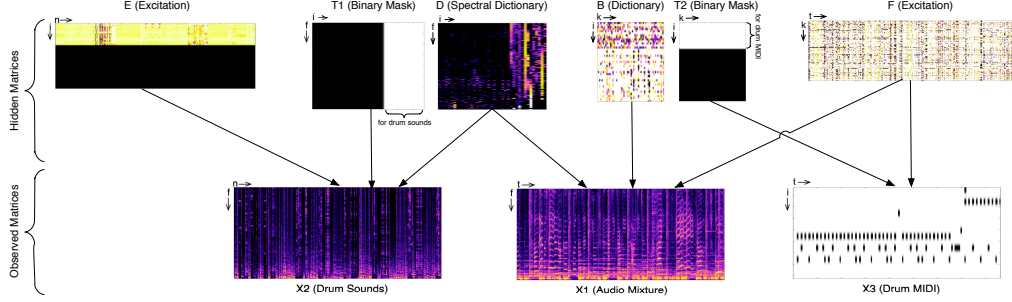 E (Excitation)
T1 (Binary Mask)
D (Spectral Dictionary)
B (Dictionary)
T2 (Binary Mask)
F (Excitation)
n
i
i
f
i
f
k
i
k
i
for drum MIDI
t
k
for drum sounds
Hidden Matrices
Observed Matrices
n
f
t
f
t
i
X2 (Drum Sounds)
X1 (Audio Mixture)
X3 (Drum MIDI)